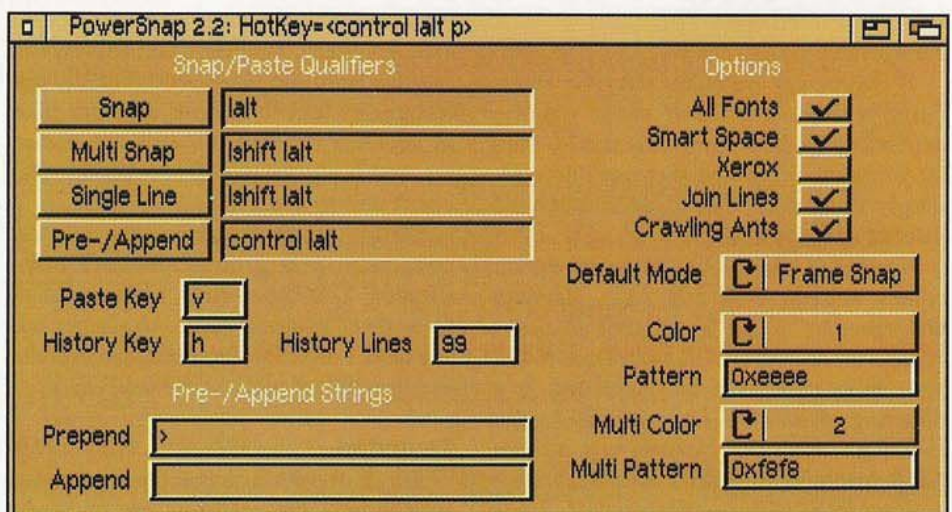 PowerSnap 2.2: HotKey=<control lalt p>
Snap/Paste Qualifiers
Snap
lalt
Multi Snap
lshift lalt
Single Line
lshift lalt
Pre-/Append
control lalt
Paste Key
v
History Key
h
History Lines
99
Pre-/Append Strings
Prepend
>
Append
Options
All Fonts
Smart Space
Xerox
Join Lines
Crawling Ants
Default Mode
Frame Snap
Color
1
Pattern
0xeeee
Multi Color
2
Multi Pattern
0xf8f8